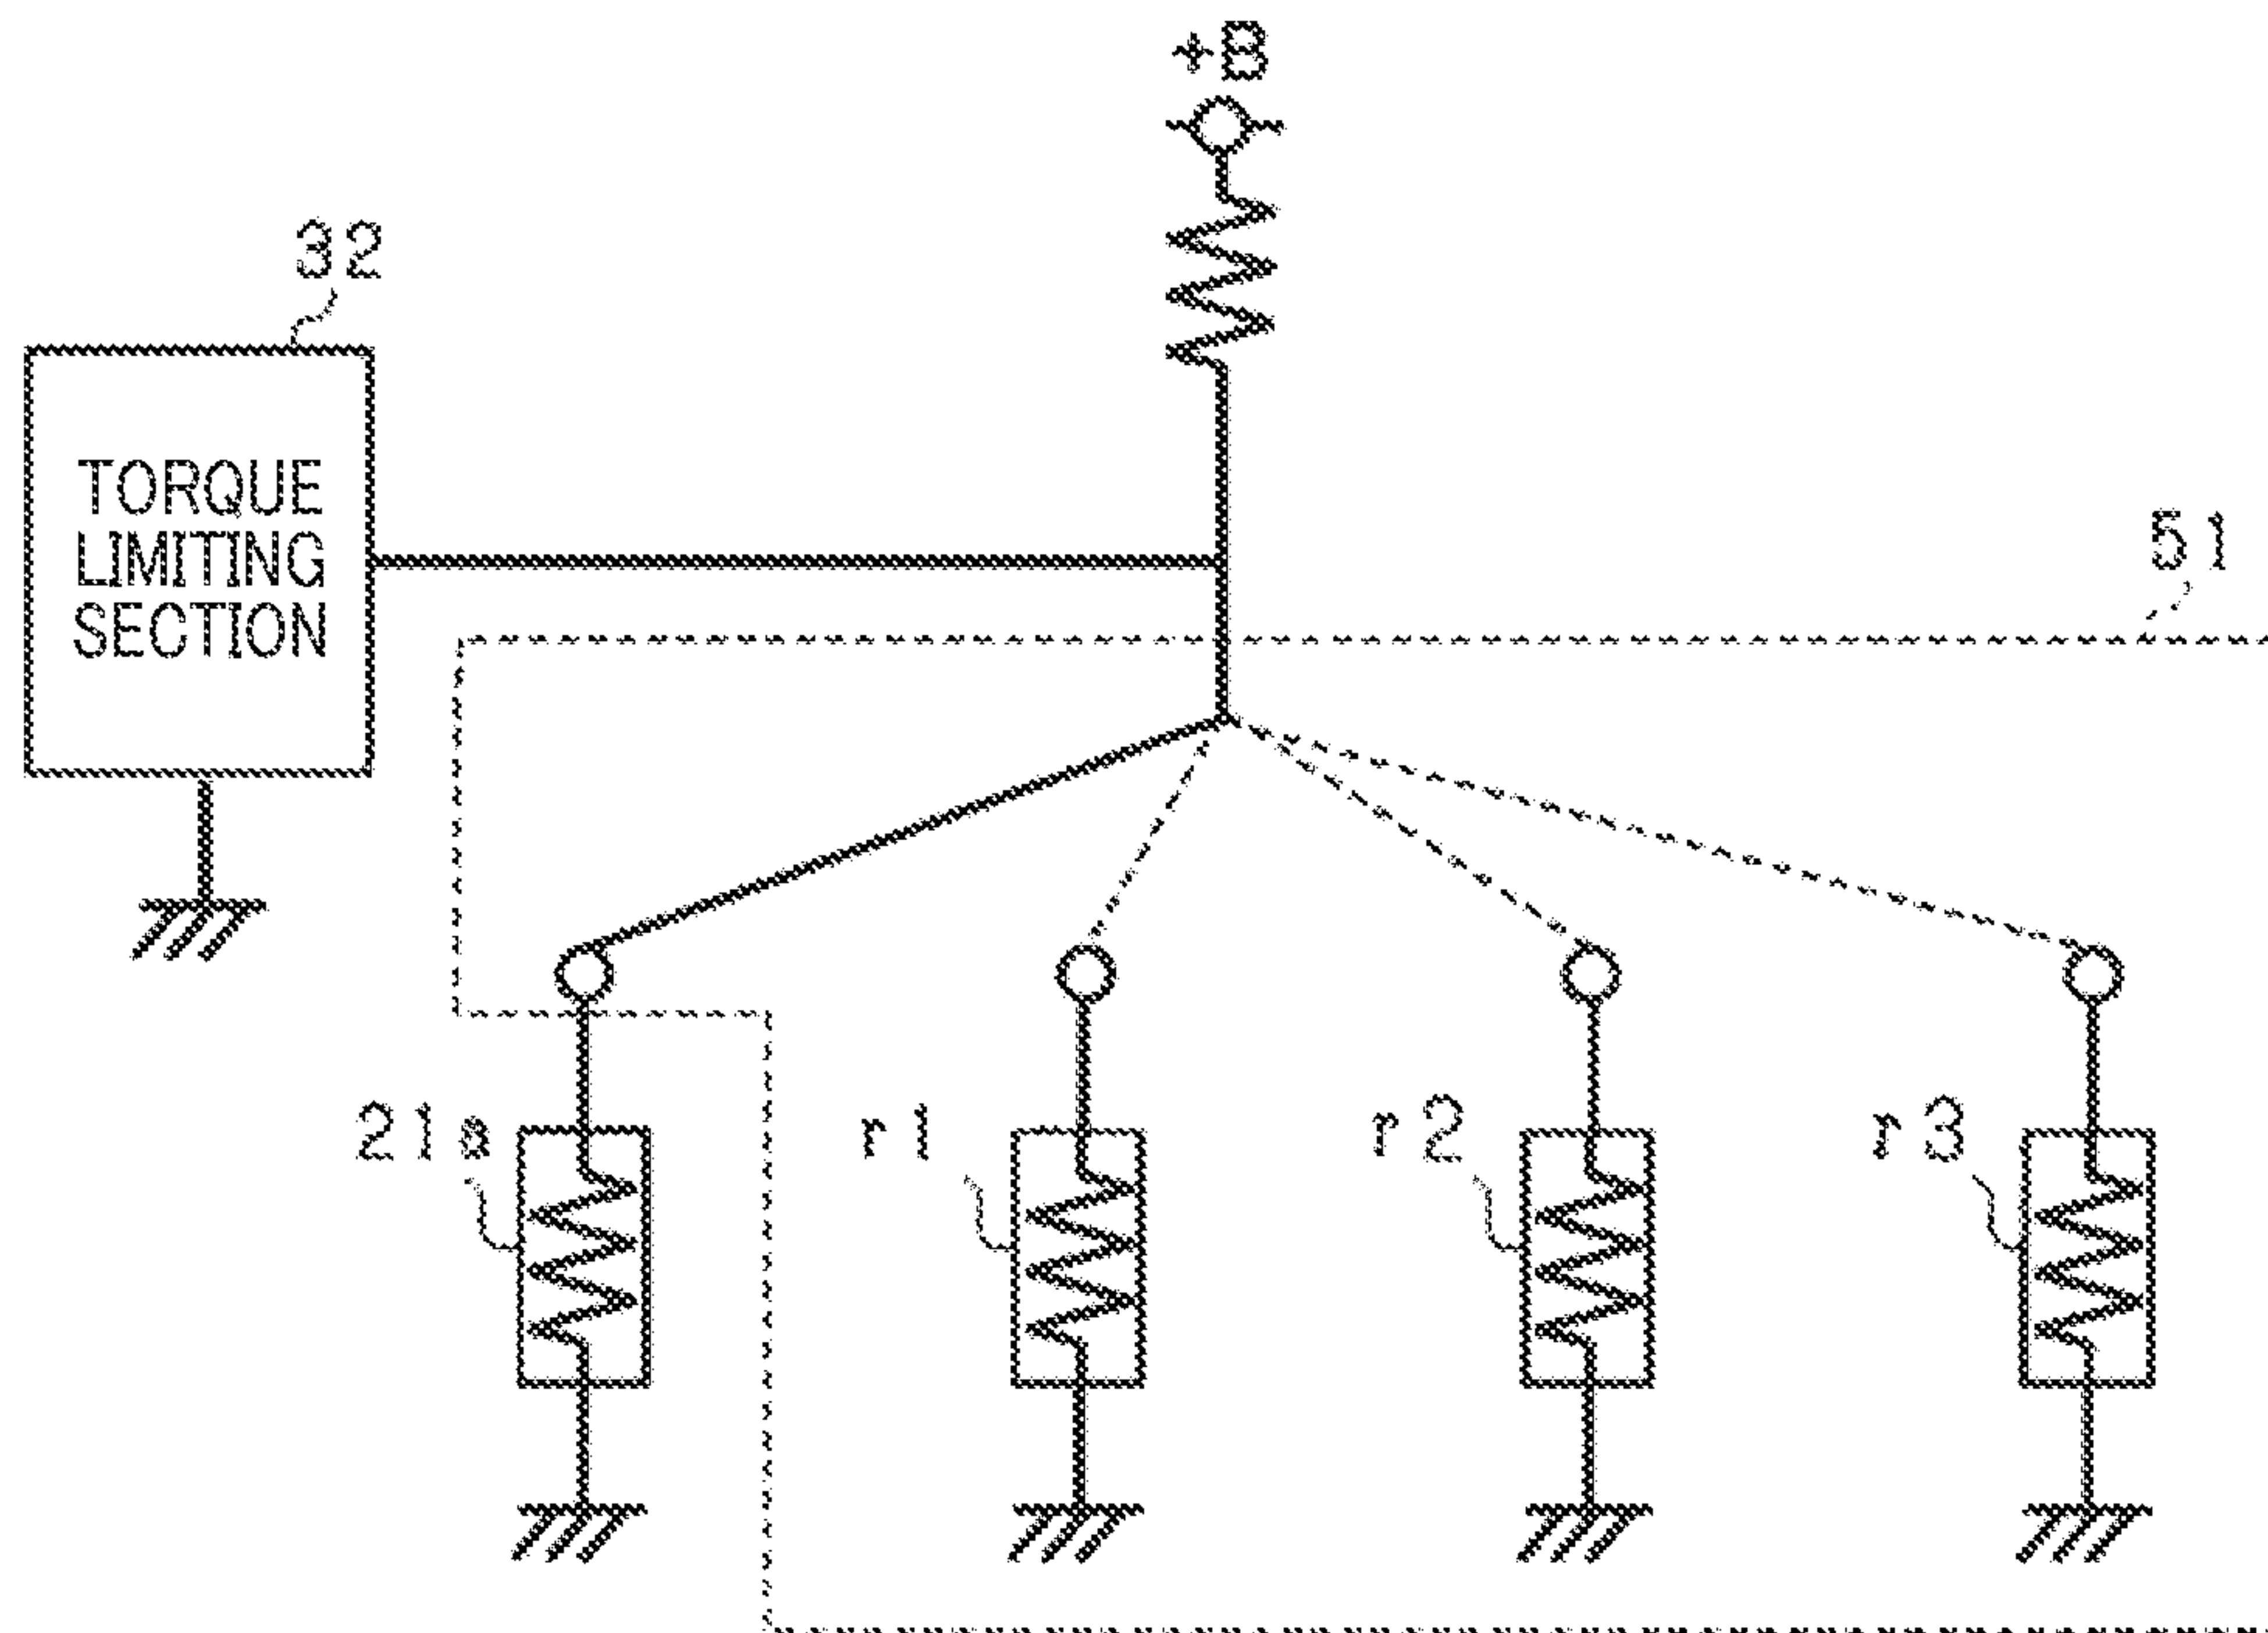 +B
32
TORQUE
LIMITING
SECTION
51
21a
r1
r2
r3